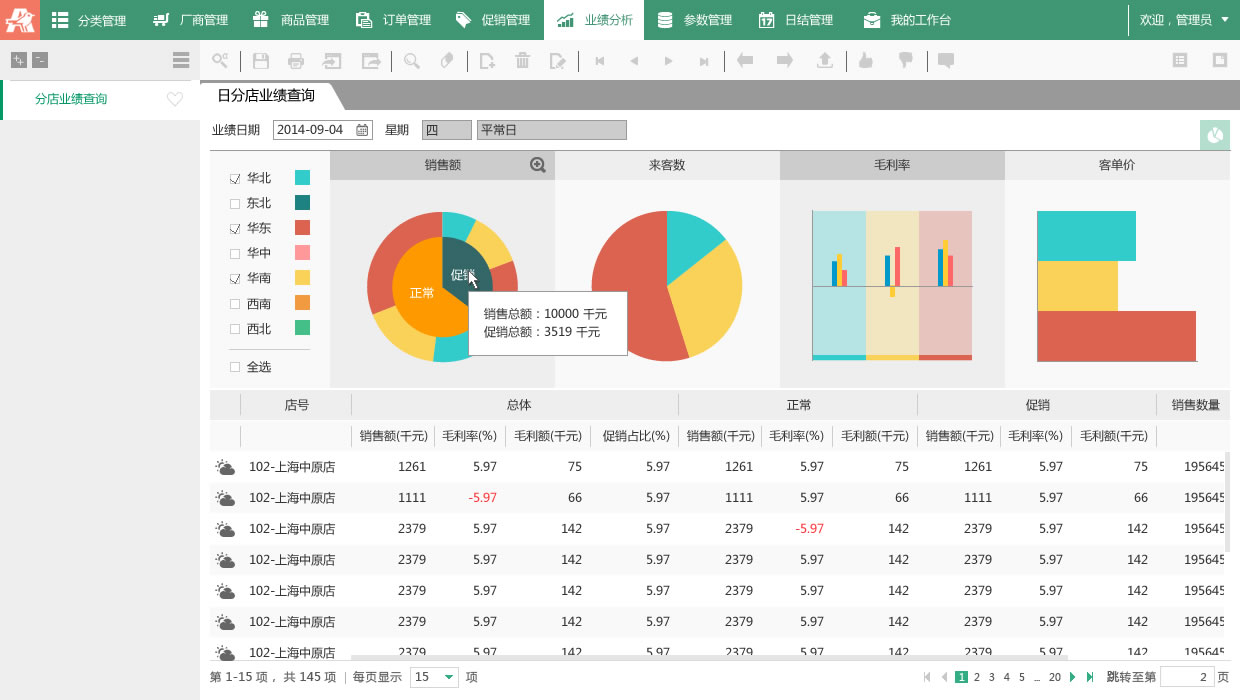 分类管理 厂商管理 商品管理 订单管理 促销管理 业绩分析 参数管理 日结管理 我的工作台 欢迎，管理员
分店业绩查询
日分店业绩查询
业绩日期 2014-09-04 星期 四 平常日
销售额 来客数 毛利率 客单价
华北
东北
华东
华中
华南
西南
西北
全选
正常
销售总额：10000 千元
促销总额：3519 千元
店号 总体 正常 促销 销售数量
销售额(千元) 毛利率(%) 毛利额(千元) 促销占比(%) 销售额(千元) 毛利率(%) 毛利额(千元) 销售额(千元) 毛利率(%) 毛利额(千元)
102-上海中原店 1261 5.97 75 5.97 1261 5.97 75 1261 5.97 75 195645
102-上海中原店 1111 -5.97 66 5.97 1111 5.97 66 1111 5.97 66 195645
102-上海中原店 2379 5.97 142 5.97 2379 -5.97 142 2379 5.97 142 195645
102-上海中原店 2379 5.97 142 5.97 2379 5.97 142 2379 5.97 142 195645
102-上海中原店 2379 5.97 142 5.97 2379 5.97 142 2379 5.97 142 195645
102-上海中原店 2379 5.97 142 5.97 2379 5.97 142 2379 5.97 142 195645
102-上海中原店 2379 5.97 142 5.97 2379 5.97 142 2379 5.97 142 195645
第 1-15 项，共 145 项 | 每页显示 15 项 1 2 3 4 5 ... 20 跳转至第 2 页